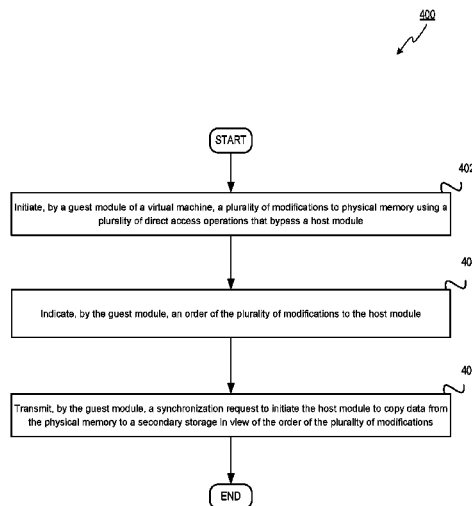 400
START
402
Initiate, by a guest module of a virtual machine, a plurality of modifications to physical memory using a
plurality of direct access operations that bypass a host module
40
Indicate, by the guest module, an order of the plurality of modifications to the host module
40
Transmit, by the guest module, a synchronization request to initiate the host module to copy data from
the physical memory to a secondary storage in view of the order of the plurality of modifications
END